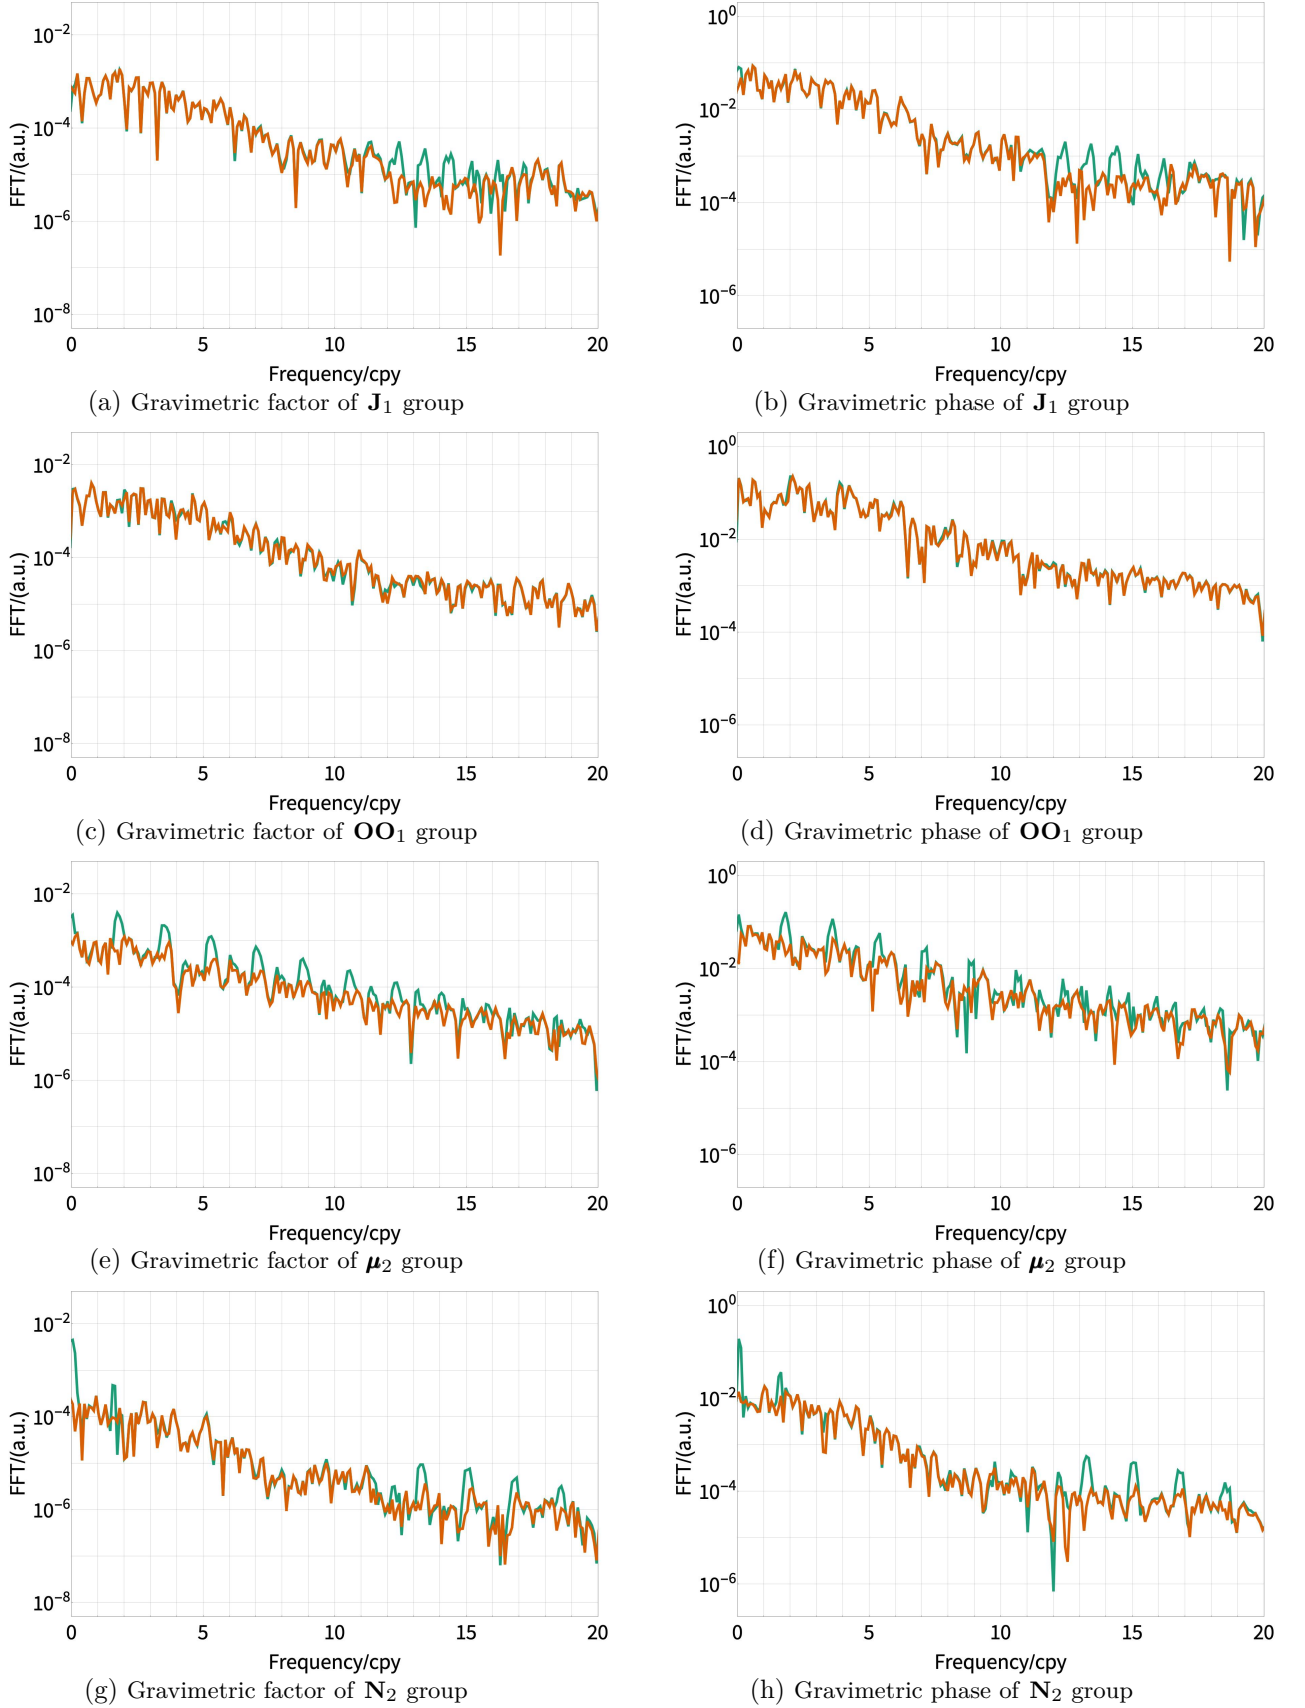 10⁻² 10⁰
10⁻⁴ 10⁻²
10⁻⁶ 10⁻⁴
10⁻⁸ 10⁻⁶
FFT/(a.u.) FFT/(a.u.)
0 5 10 15 20 0 5 10 15 20
Frequency/cpy Frequency/cpy
(a) Gravimetric factor of J₁ group (b) Gravimetric phase of J₁ group
10⁻² 10⁰
10⁻⁴ 10⁻²
10⁻⁶ 10⁻⁴
10⁻⁸ 10⁻⁶
FFT/(a.u.) FFT/(a.u.)
0 5 10 15 20 0 5 10 15 20
Frequency/cpy Frequency/cpy
(c) Gravimetric factor of OO₁ group (d) Gravimetric phase of OO₁ group
10⁻² 10⁰
10⁻⁴ 10⁻²
10⁻⁶ 10⁻⁴
10⁻⁸ 10⁻⁶
FFT/(a.u.) FFT/(a.u.)
0 5 10 15 20 0 5 10 15 20
Frequency/cpy Frequency/cpy
(e) Gravimetric factor of μ₂ group (f) Gravimetric phase of μ₂ group
10⁻² 10⁰
10⁻⁴ 10⁻²
10⁻⁶ 10⁻⁴
10⁻⁸ 10⁻⁶
FFT/(a.u.) FFT/(a.u.)
0 5 10 15 20 0 5 10 15 20
Frequency/cpy Frequency/cpy
(g) Gravimetric factor of N₂ group (h) Gravimetric phase of N₂ group